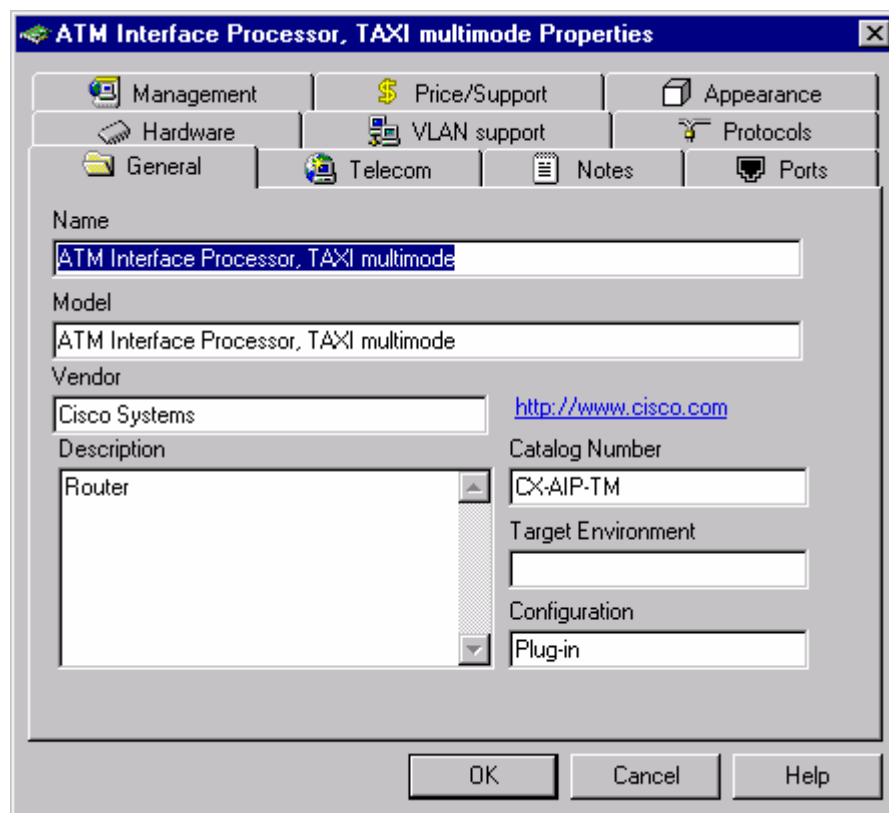 ATM Interface Processor, TAXI multimode Properties
Management Price/Support Appearance
Hardware VLAN support Protocols
General Telecom Notes Ports
Name
ATM Interface Processor, TAXI multimode
Model
ATM Interface Processor, TAXI multimode
Vendor
Cisco Systems
http://www.cisco.com
Description
Router
Catalog Number
CX-AIP-TM
Target Environment
Configuration
Plug-in
OK Cancel Help